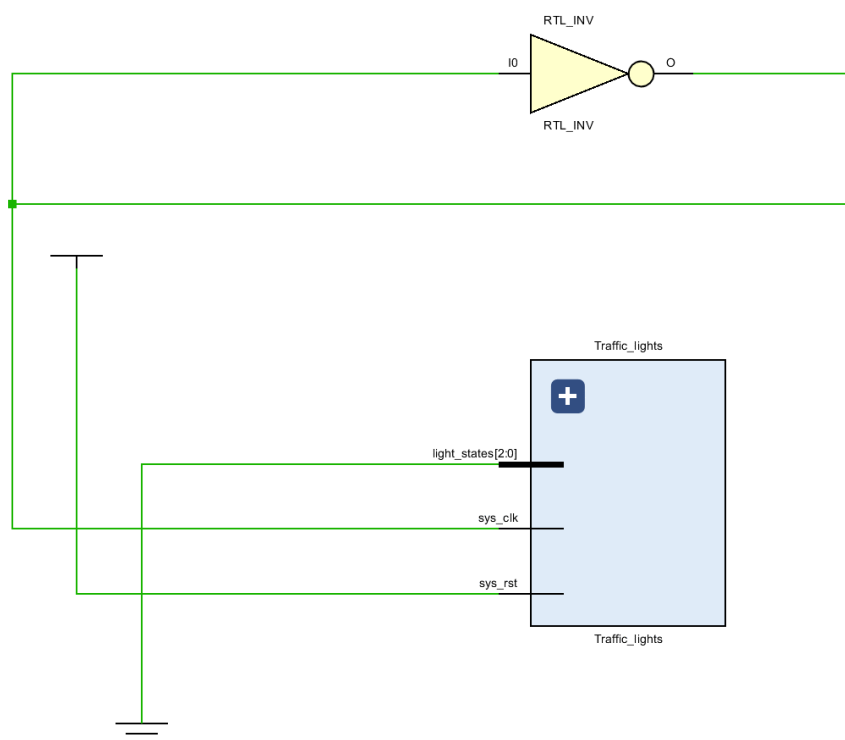 RTL_INV
I0
O
RTL_INV
Traffic_lights
light_states[2:0]
sys_clk
sys_rst
Traffic_lights